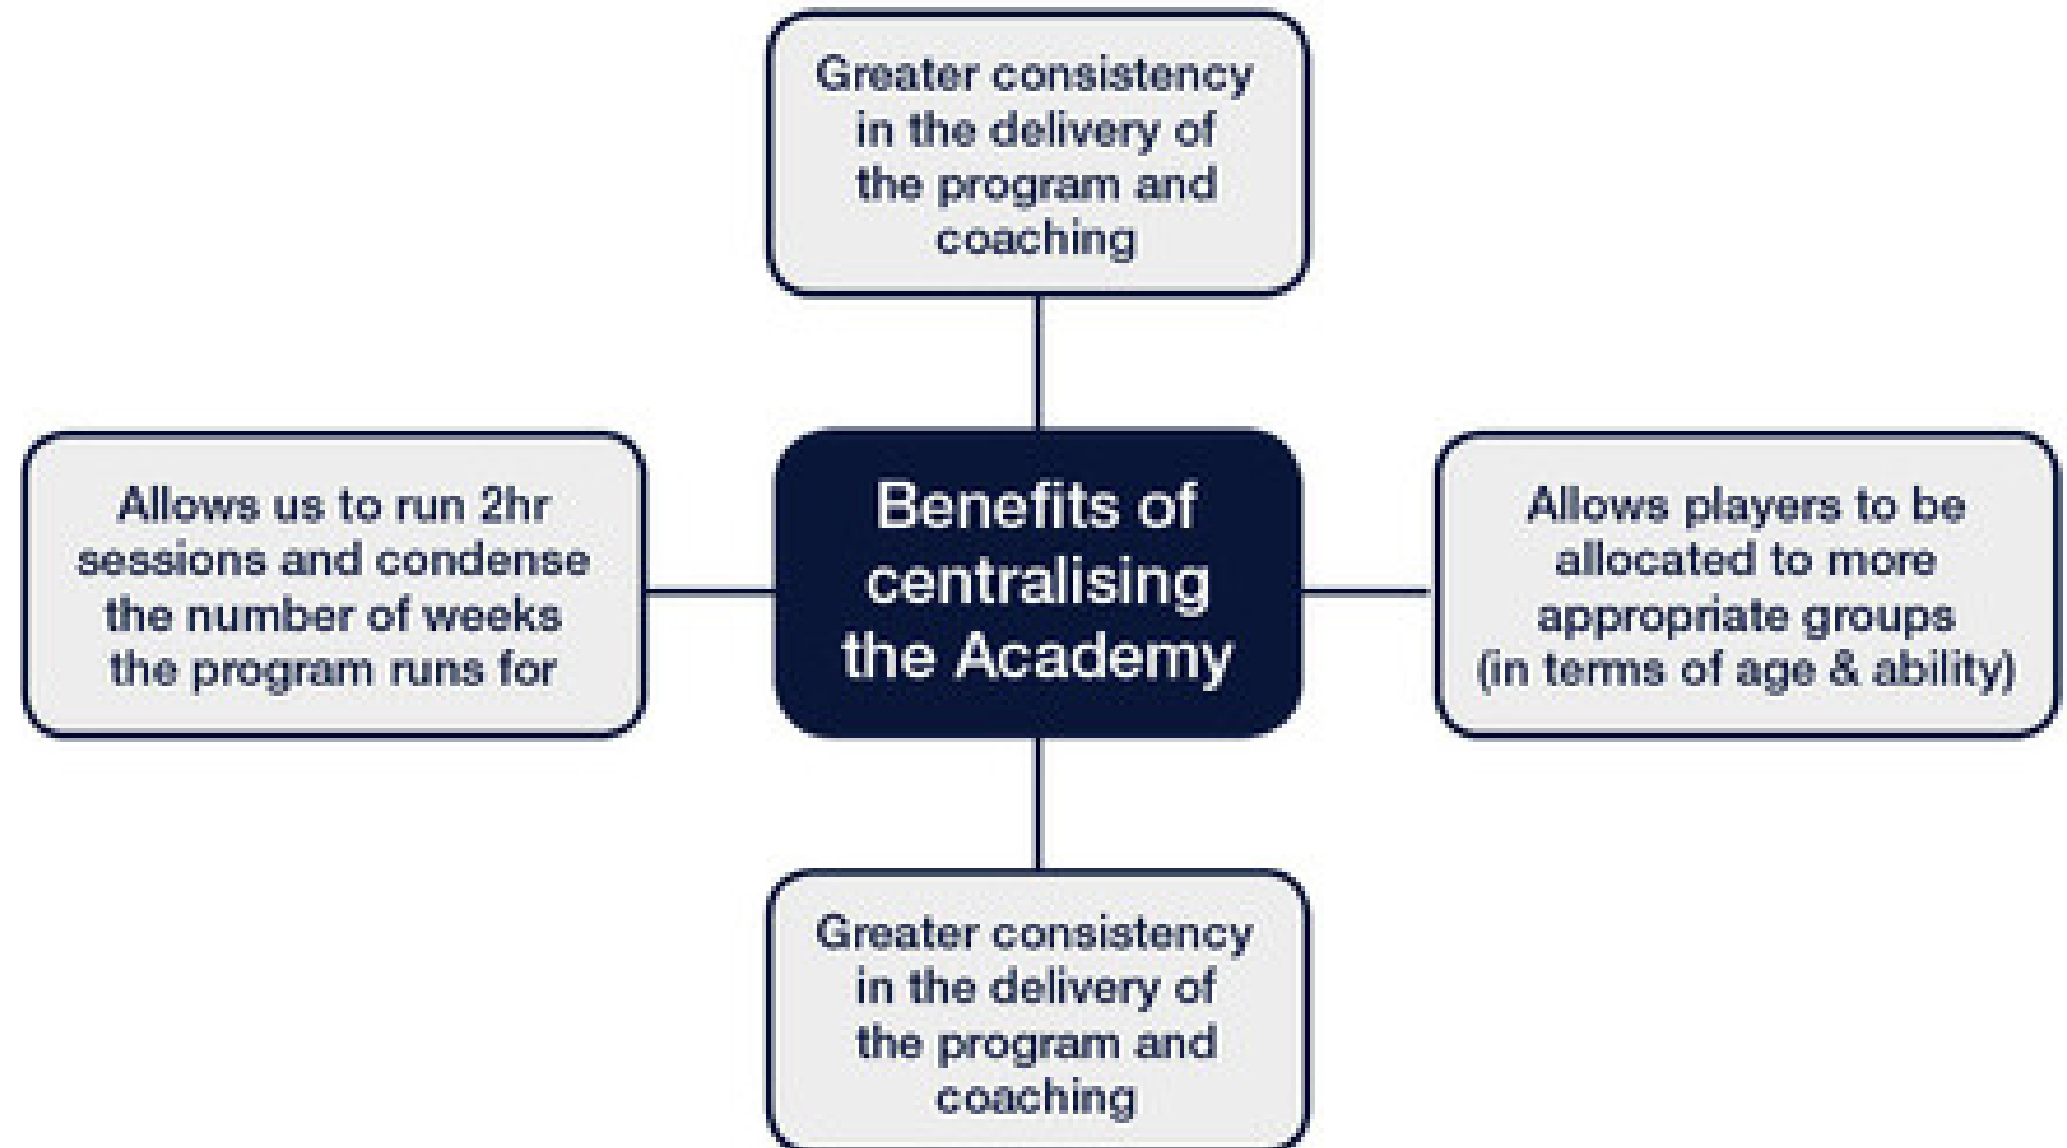 Greater consistency
in the delivery of
the program and
coaching
Allows us to run 2hr
sessions and condense
the number of weeks
the program runs for
Benefits of
centralising
the Academy
Allows players to be
allocated to more
appropriate groups
(in terms of age & ability)
Greater consistency
in the delivery of
the program and
coaching